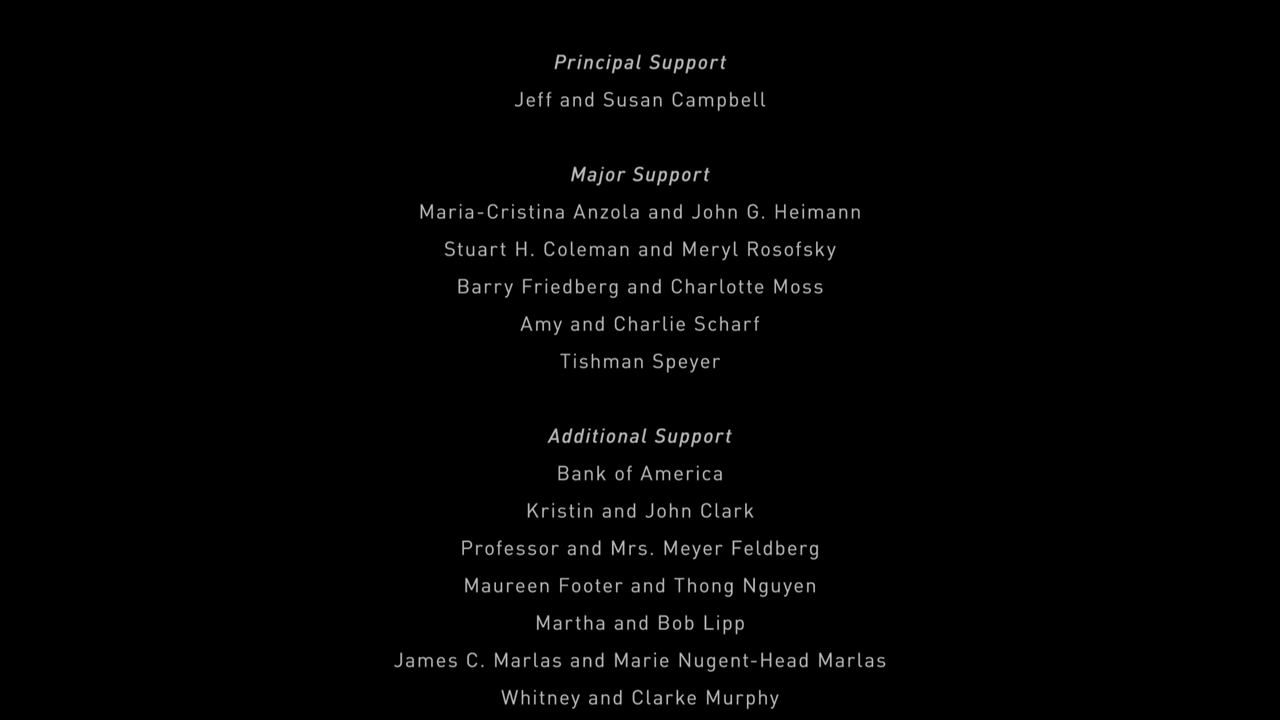 Principal Support
Jeff and Susan Campbell
Major Support
Maria-Cristina Anzola and John G. Heimann
Stuart H. Coleman and Meryl Rosofsky
Barry Friedberg and Charlotte Moss
Amy and Charlie Scharf
Tishman Speyer
Additional Support
Bank of America
Kristin and John Clark
Professor and Mrs. Meyer Feldberg
Maureen Footer and Thong Nguyen
Martha and Bob Lipp
James C. Marlas and Marie Nugent-Head Marlas
Whitney and Clarke Murphy